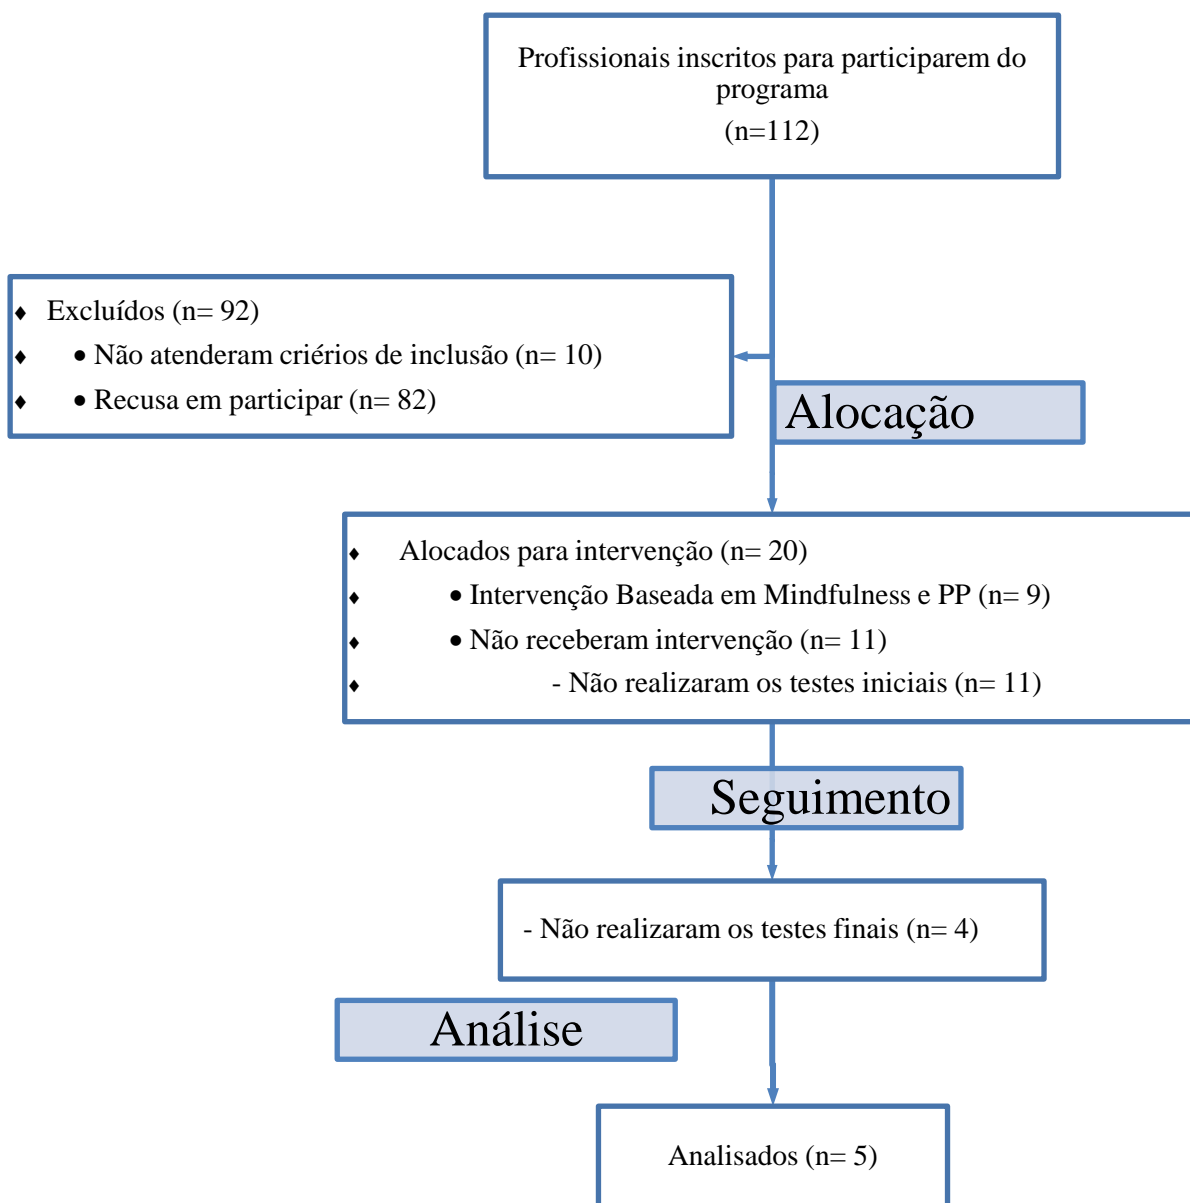 Profissionais inscritos para participarem do
programa
(n=112)
♦ Excluídos (n= 92)
♦ • Não atenderam criérios de inclusão (n= 10)
♦ • Recusa em participar (n= 82)
Alocação
♦ Alocados para intervenção (n= 20)
♦ • Intervenção Baseada em Mindfulness e PP (n= 9)
♦ • Não receberam intervenção (n= 11)
♦ - Não realizaram os testes iniciais (n= 11)
Seguimento
- Não realizaram os testes finais (n= 4)
Análise
Analisados (n= 5)